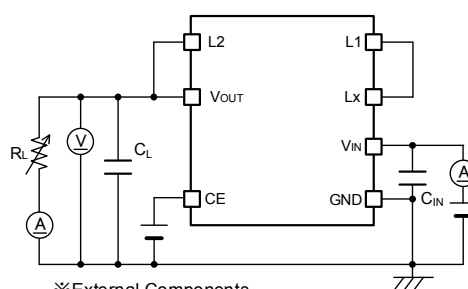 L2
L1
VOUT
Lx
V
RL
CL
VIN
A
CE
GND
CIN
A
※External Components